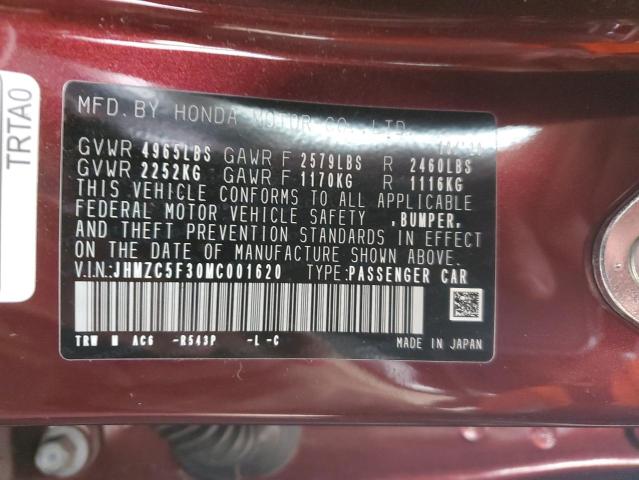 TRTA0
MFD.BY HONDA MOTOR CO.,LTD.
GVWR 4965LBS GAWR F 2579LBS R 2460LBS
GVWR 2252KG GAWR F 1170KG R 1116KG
THIS VEHICLE CONFORMS TO ALL APPLICABLE
FEDERAL MOTOR VEHICLE SAFETY ,BUMPER,
AND THEFT PREVENTION STANDARDS IN EFFECT
ON THE DATE OF MANUFACTURE SHOWN ABOVE.
V.I.N:JHMZC5F30MC001620 TYPE:PASSENGER CAR
TRW M AC6 -R543P -L -C MADE IN JAPAN